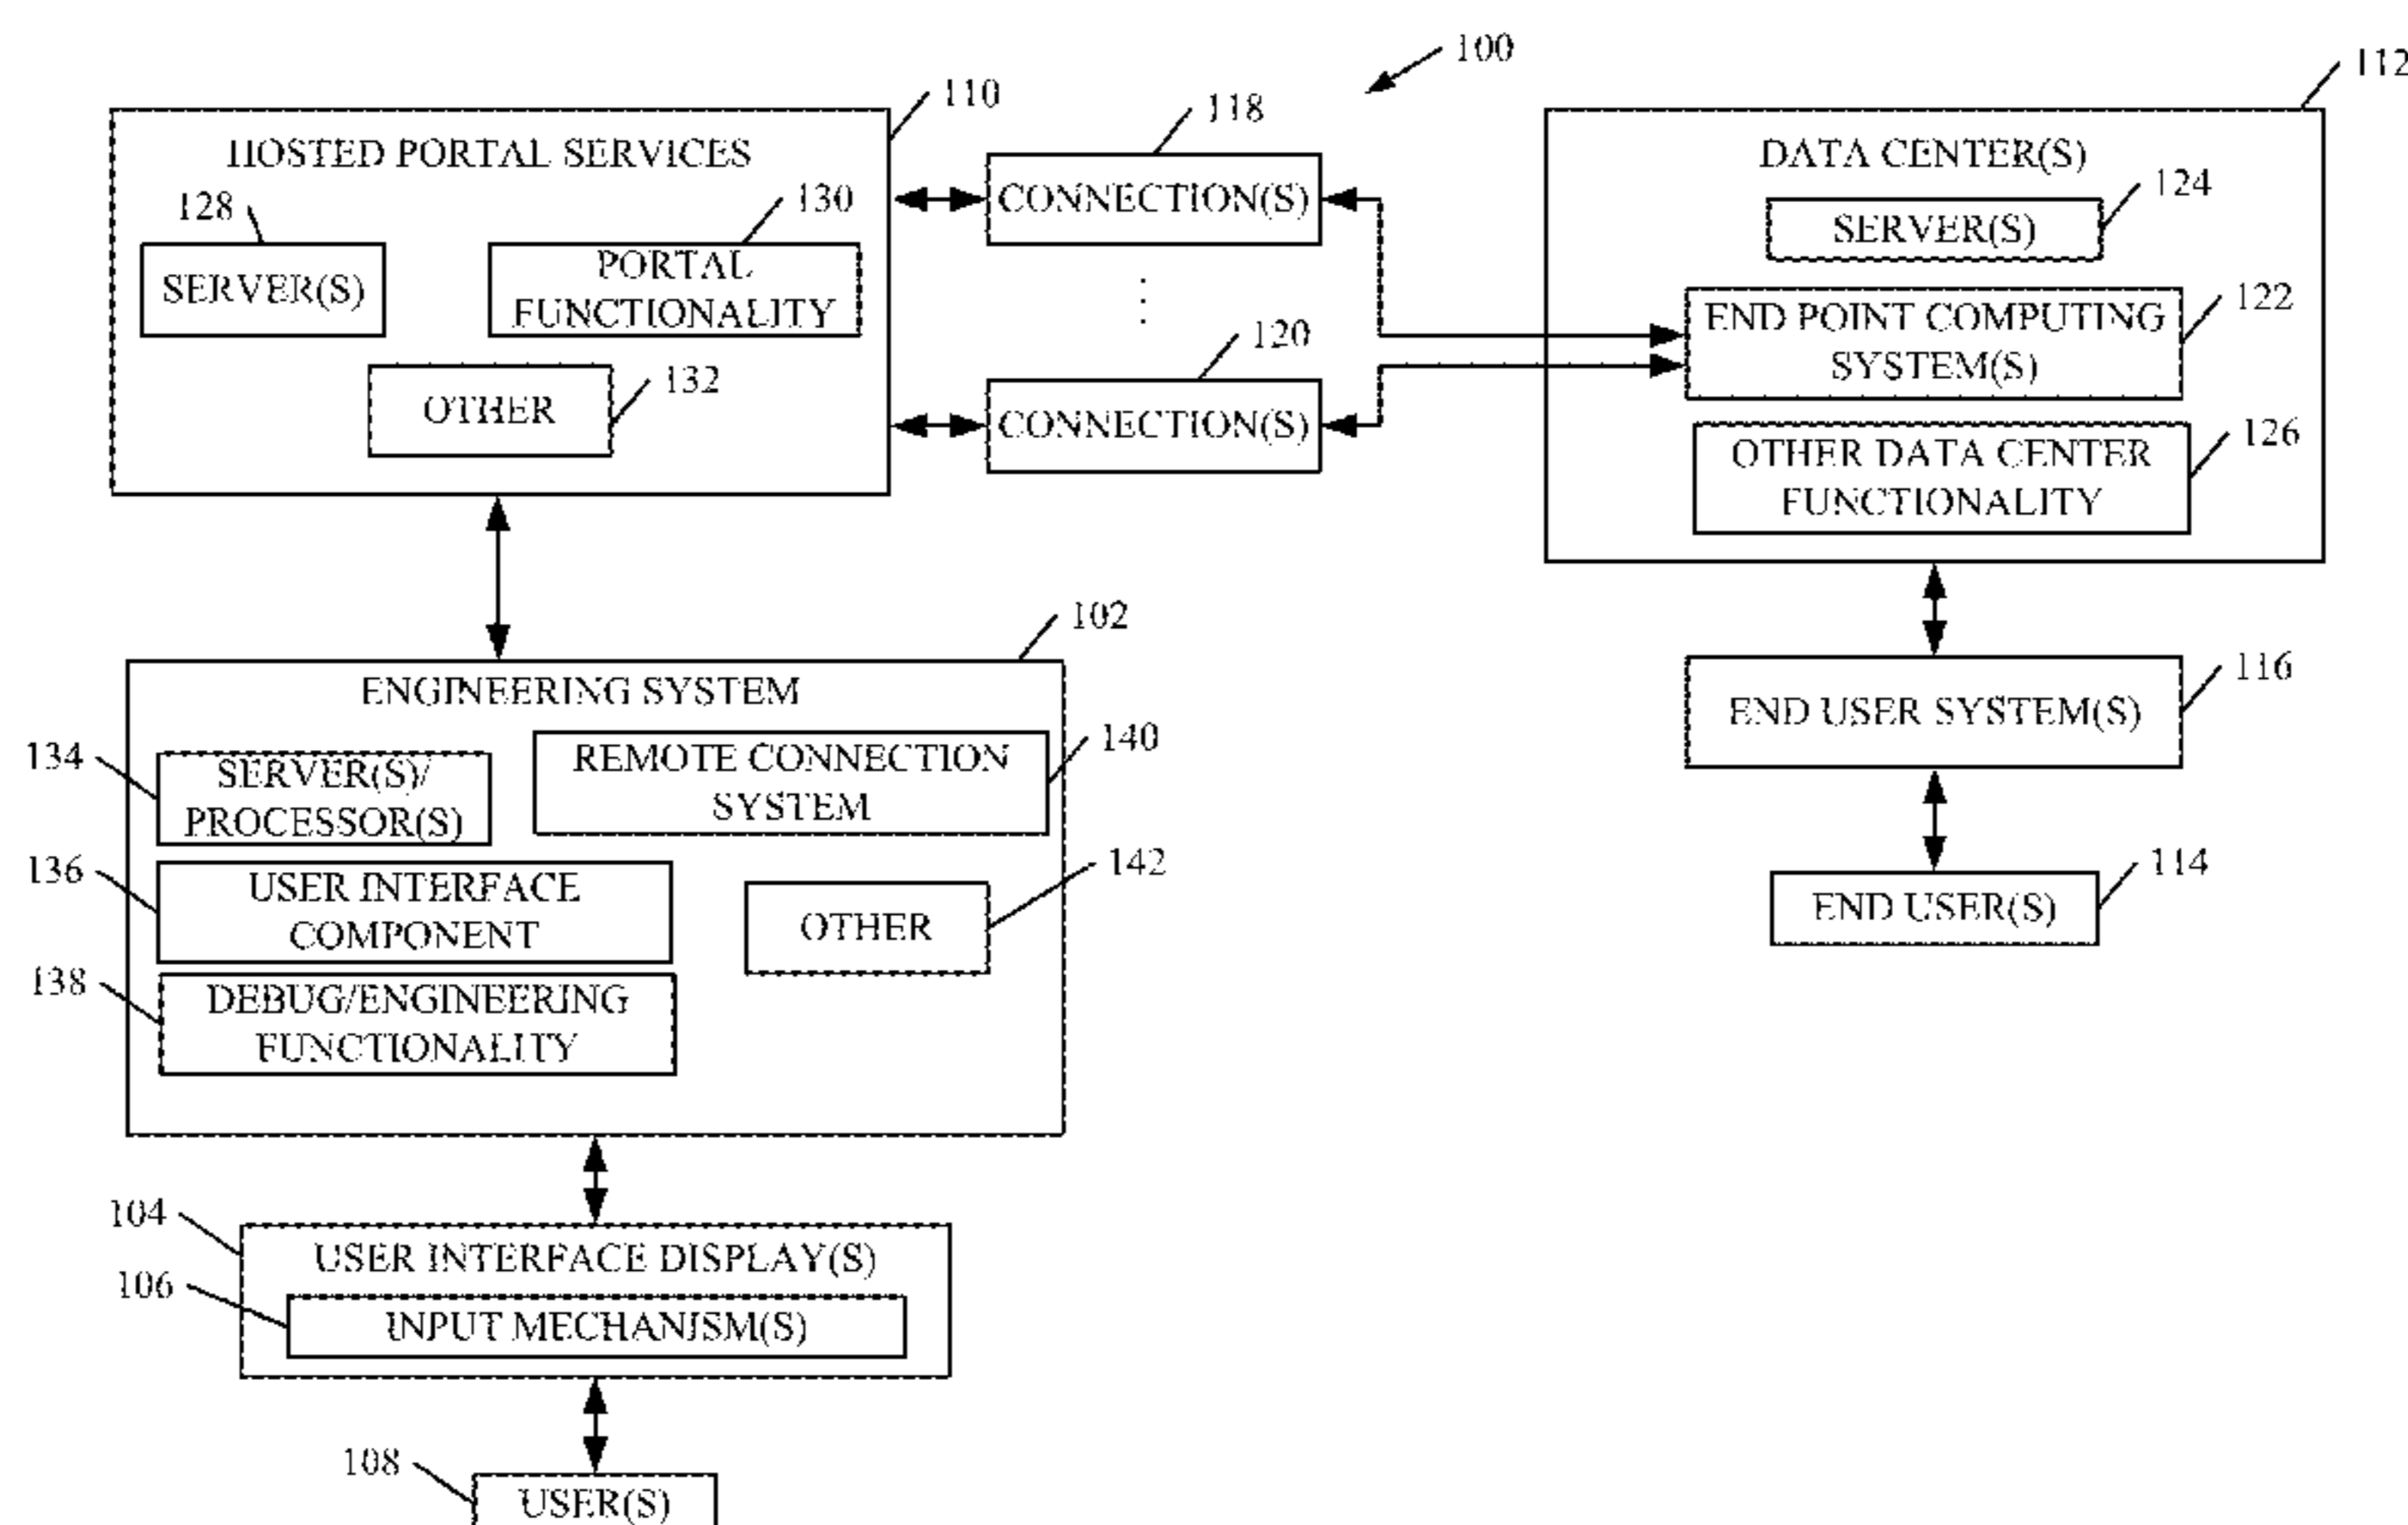 100
112
110
118
HOSTED PORTAL SERVICES
128
130
SERVER(S)
PORTAL
FUNCTIONALITY
132
OTHER
CONNECTION(S)
120
CONNECTION(S)
DATA CENTER(S)
124
SERVER(S)
122
END POINT COMPUTING
SYSTEM(S)
126
OTHER DATA CENTER
FUNCTIONALITY
102
ENGINEERING SYSTEM
134
SERVER(S)/
PROCESSOR(S)
140
REMOTE CONNECTION
SYSTEM
136
USER INTERFACE
COMPONENT
142
OTHER
138
DEBUG/ENGINEERING
FUNCTIONALITY
116
END USER SYSTEM(S)
114
END USER(S)
104
USER INTERFACE DISPLAY(S)
106
INPUT MECHANISM(S)
108
USER(S)